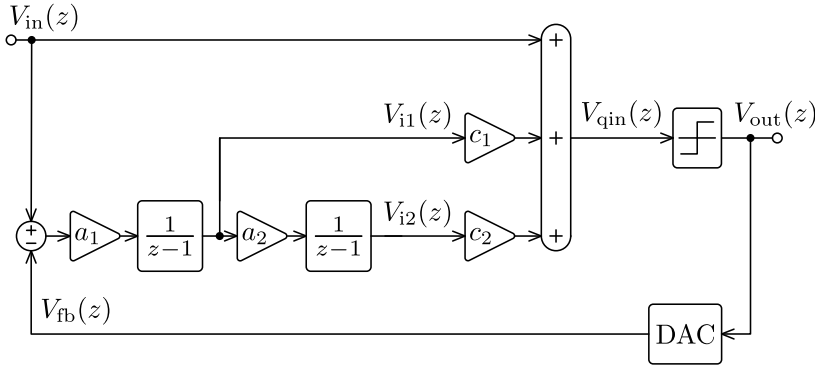 V_in(z)
+
V_i1(z)
c_1
+
V_qin(z)
V_out(z)
+
−
a_1
1
z−1
a_2
1
z−1
V_i2(z)
c_2
+
V_fb(z)
DAC